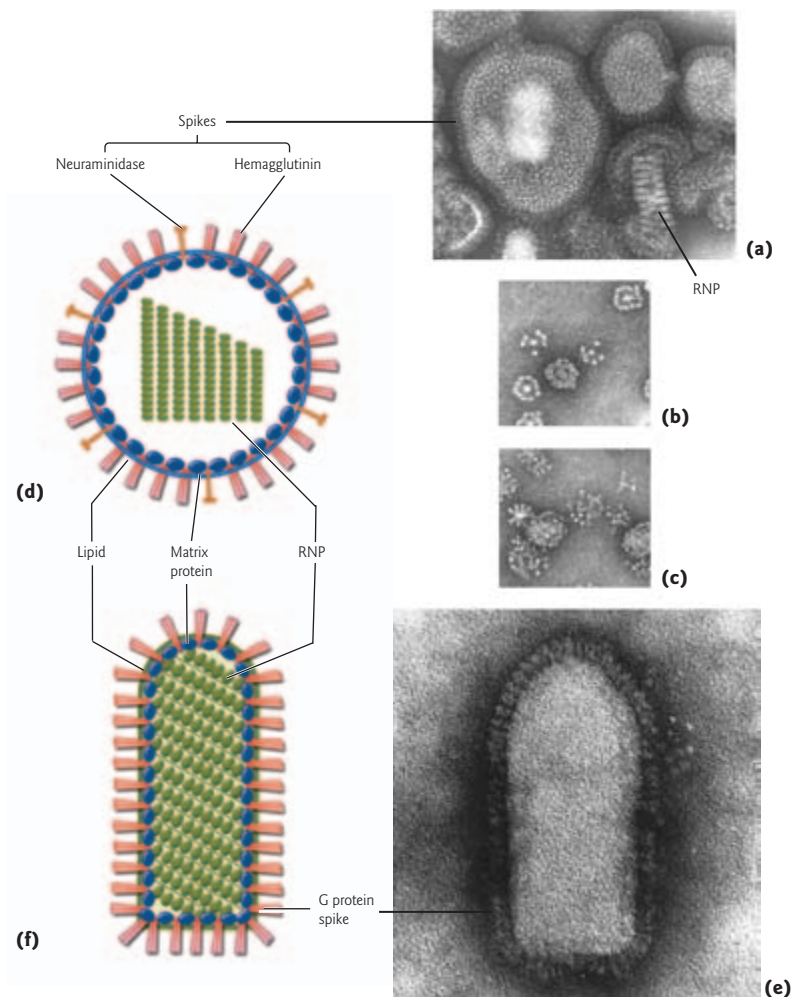 Spikes
Neuraminidase
Hemagglutinin
(a)
RNP
(b)
(d)
(c)
Lipid
Matrix
protein
RNP
G protein
spike
(f)
(e)